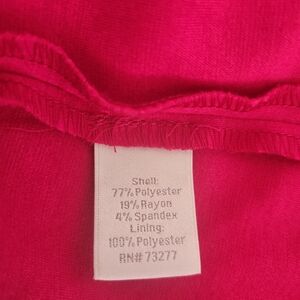 Shell:
77% Polyester
19% Rayon
4% Spandex
Lining:
100% Polyester
RN# 73277